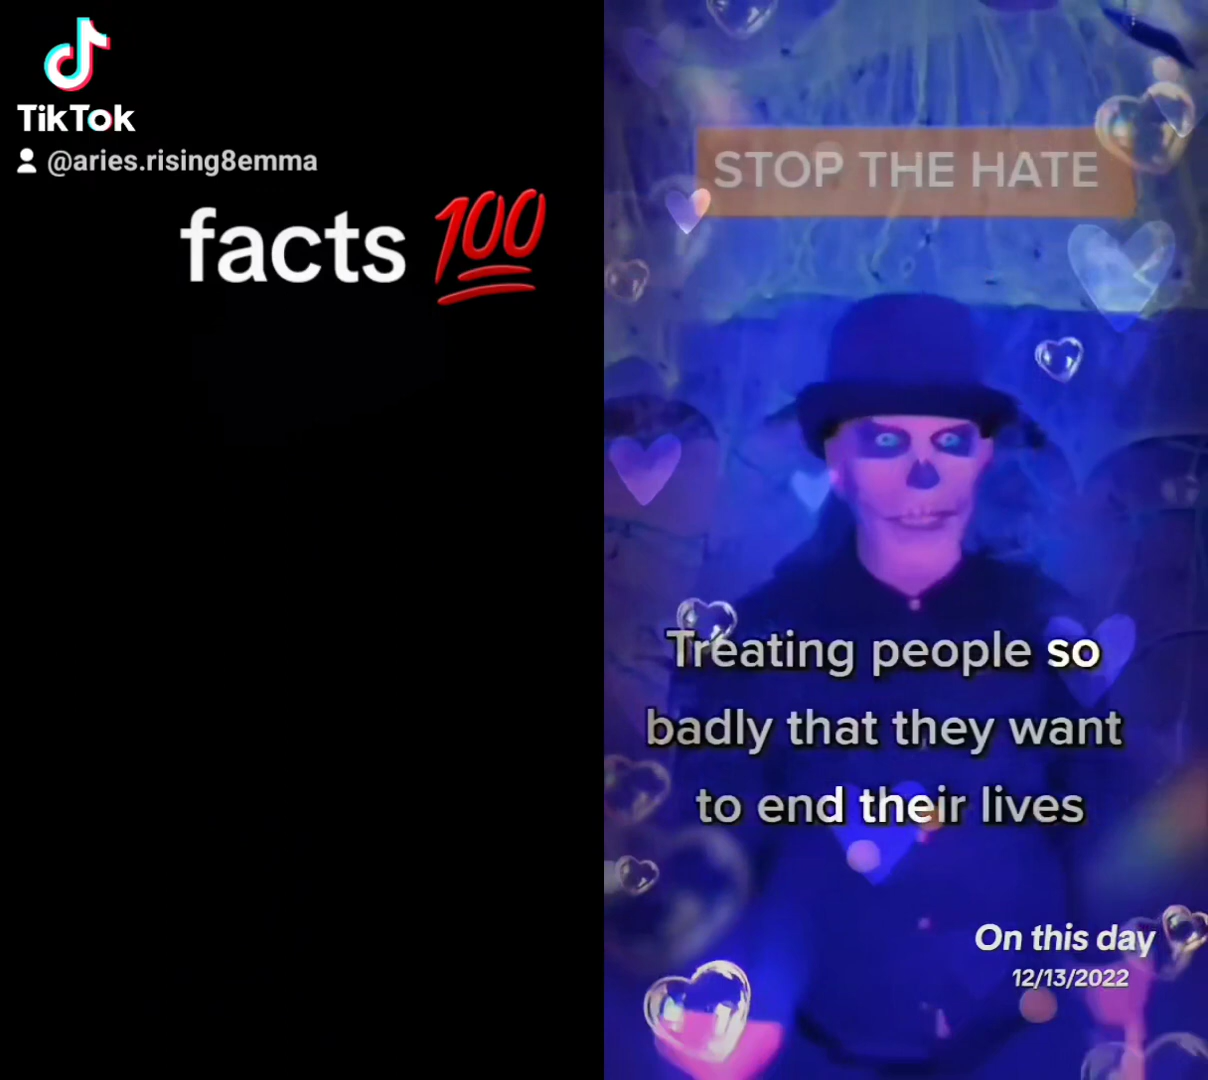 TikTok
@aries.rising8emma
facts 💯
STOP THE HATE
Treating people so
badly that they want
to end their lives
On this day
12/13/2022